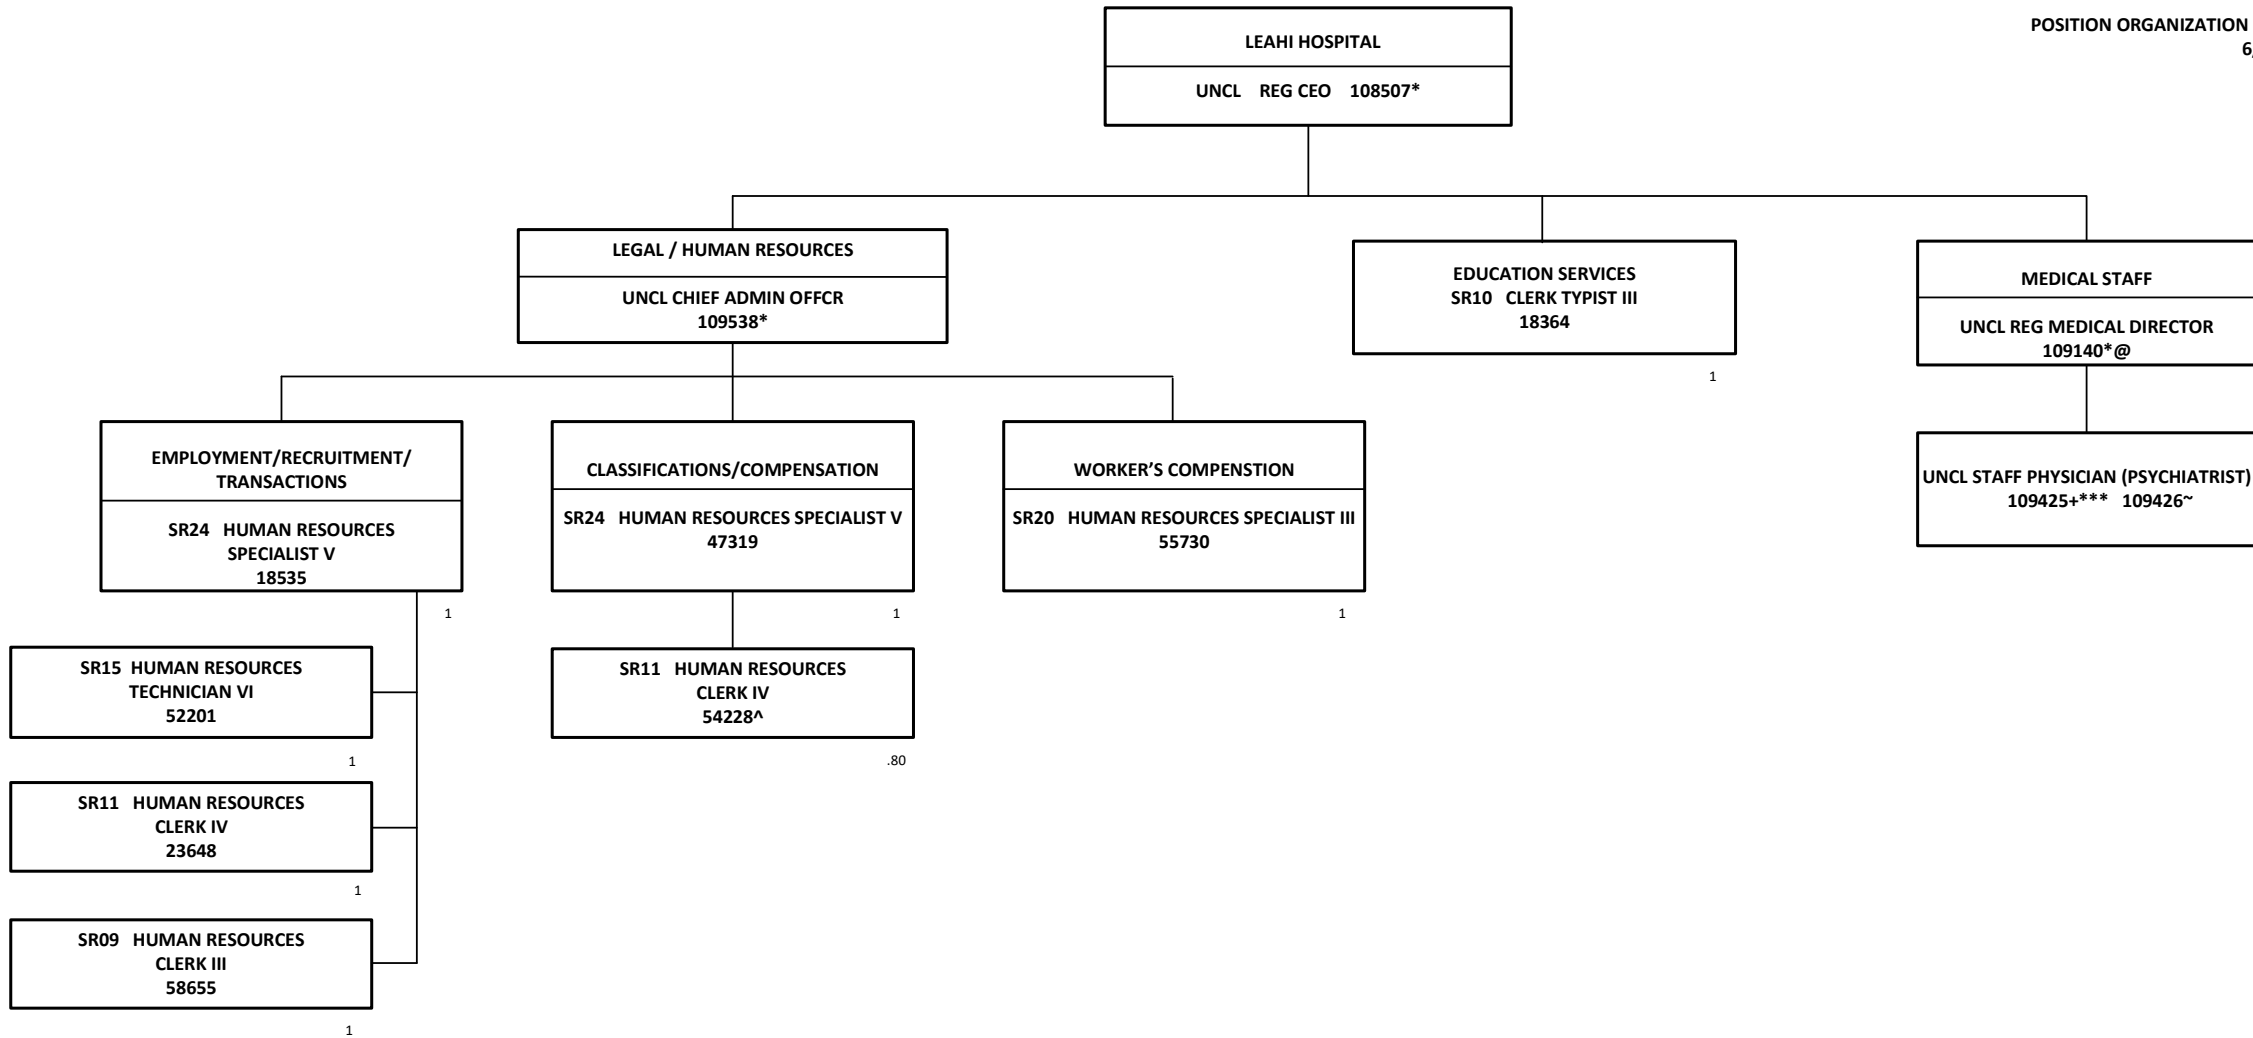 LEAHI HOSPITAL
UNCL REG CEO 108507*
POSITION ORGANIZATION
6
LEGAL / HUMAN RESOURCES
UNCL CHIEF ADMIN OFFCR
109538*
EDUCATION SERVICES
SR10 CLERK TYPIST III
18364
1
MEDICAL STAFF
UNCL REG MEDICAL DIRECTOR
109140*@
UNCL STAFF PHYSICIAN (PSYCHIATRIST)
109425+*** 109426~
EMPLOYMENT/RECRUITMENT/
TRANSACTIONS
SR24 HUMAN RESOURCES
SPECIALIST V
18535
1
CLASSIFICATIONS/COMPENSATION
SR24 HUMAN RESOURCES SPECIALIST V
47319
1
WORKER’S COMPENSTION
SR20 HUMAN RESOURCES SPECIALIST III
55730
1
SR15 HUMAN RESOURCES
TECHNICIAN VI
52201
1
SR11 HUMAN RESOURCES
CLERK IV
54228^
.80
SR11 HUMAN RESOURCES
CLERK IV
23648
1
SR09 HUMAN RESOURCES
CLERK III
58655
1